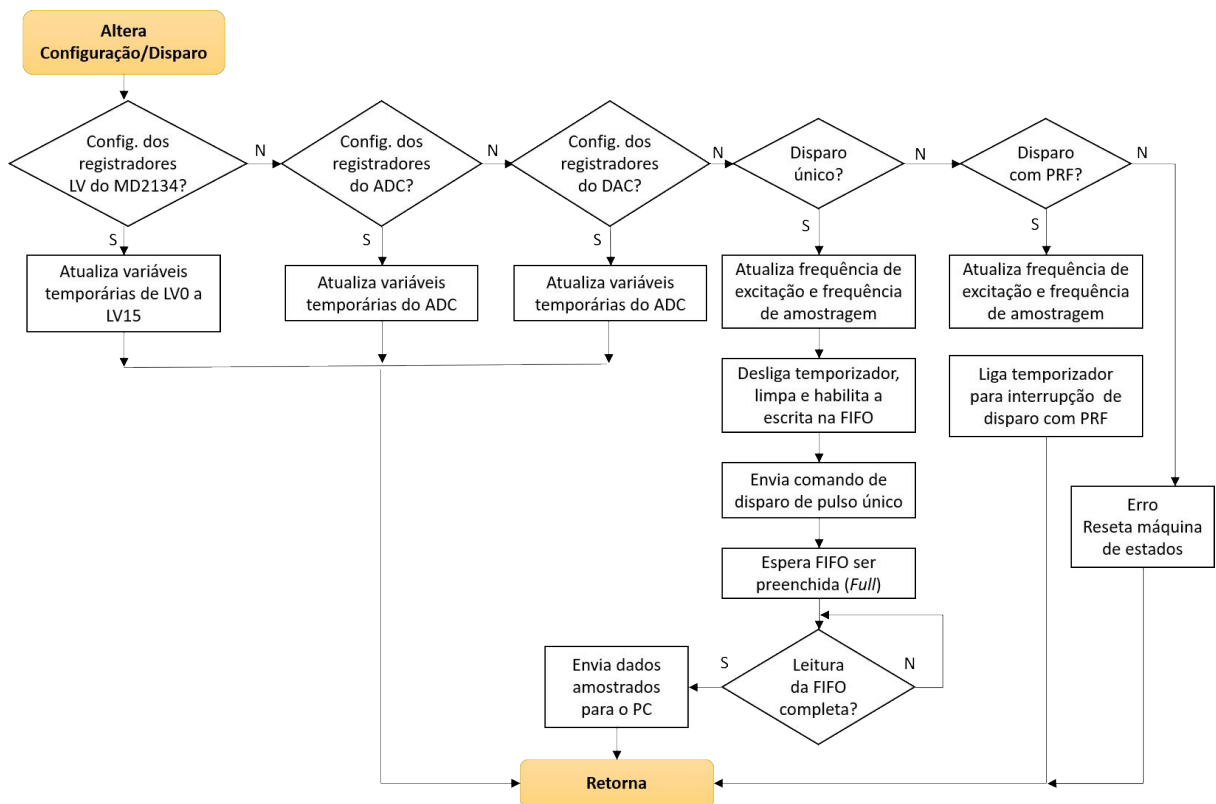 Altera
Configuração/Disparo
Config. dos
registradores
LV do MD2134?
N
S
Config. dos
registradores
do ADC?
N
S
Config. dos
registradores
do DAC?
N
S
Disparo
único?
N
S
Disparo
com PRF?
N
S
Atualiza variáveis
temporárias de LV0 a
LV15
Atualiza variáveis
temporárias do ADC
Atualiza variáveis
temporárias do ADC
Atualiza frequência de
excitação e frequência
de amostragem
Atualiza frequência de
excitação e frequência
de amostragem
Desliga temporizador,
limpa e habilita a
escrita na FIFO
Liga temporizador
para interrupção de
disparo com PRF
Envia comando de
disparo de pulso único
Erro
Reseta máquina
de estados
Espera FIFO ser
preenchida (Full)
Leitura
da FIFO
completa?
S
N
Envia dados
amostrados
para o PC
Retorna